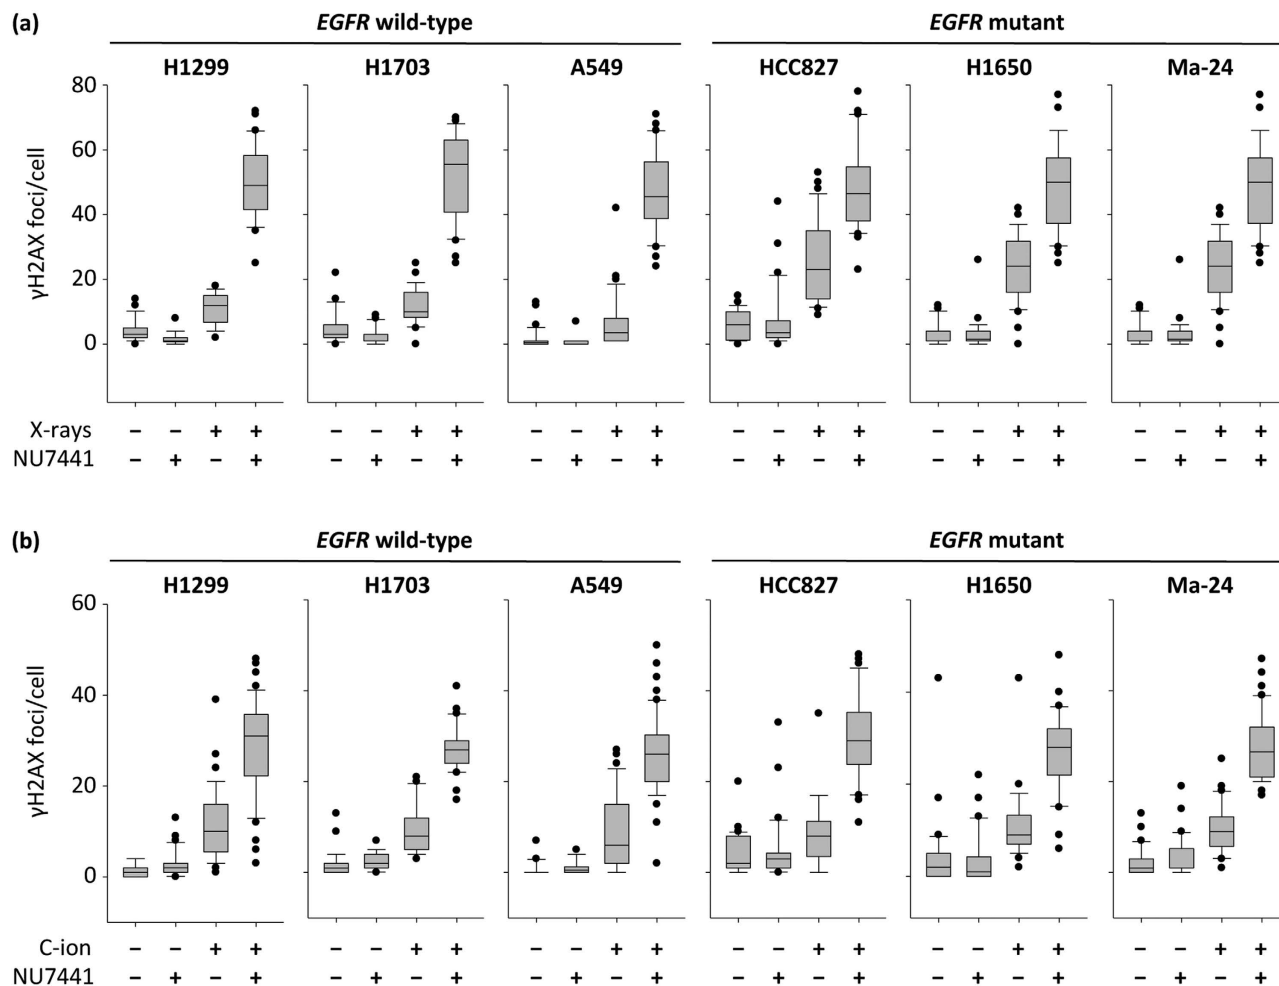 (a)
EGFR wild-type EGFR mutant
H1299 H1703 A549 HCC827 H1650 Ma-24
80
60
40
20
0
γH2AX foci/cell
X-rays − − + + − − + + − − + + − − + + − − + + − − + +
NU7441 − + − + − + − + − + − + − + − + − + − + − + − +
(b)
EGFR wild-type EGFR mutant
H1299 H1703 A549 HCC827 H1650 Ma-24
60
40
20
0
γH2AX foci/cell
C-ion − − + + − − + + − − + + − − + + − − + + − − + +
NU7441 − + − + − + − + − + − + − + − + − + − + − + − +